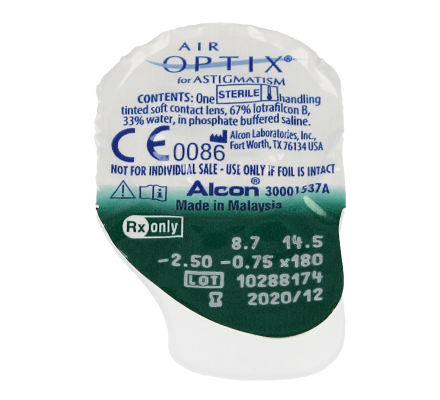 AIR
OPTIX®
for ASTIGMATISM
CONTENTS: One STERILE handling
tinted soft contact lens, 67% lotrafilcon B,
33% water, in phosphate buffered saline.
CE 0086
Alcon Laboratories, Inc.,
Fort Worth, TX 76134 USA
NOT FOR INDIVIDUAL SALE - USE ONLY IF FOIL IS INTACT
Alcon® 30001537A
Made in Malaysia
Rx only
8.7 14.5
-2.50 -0.75 x180
LOT 10288174
2020/12